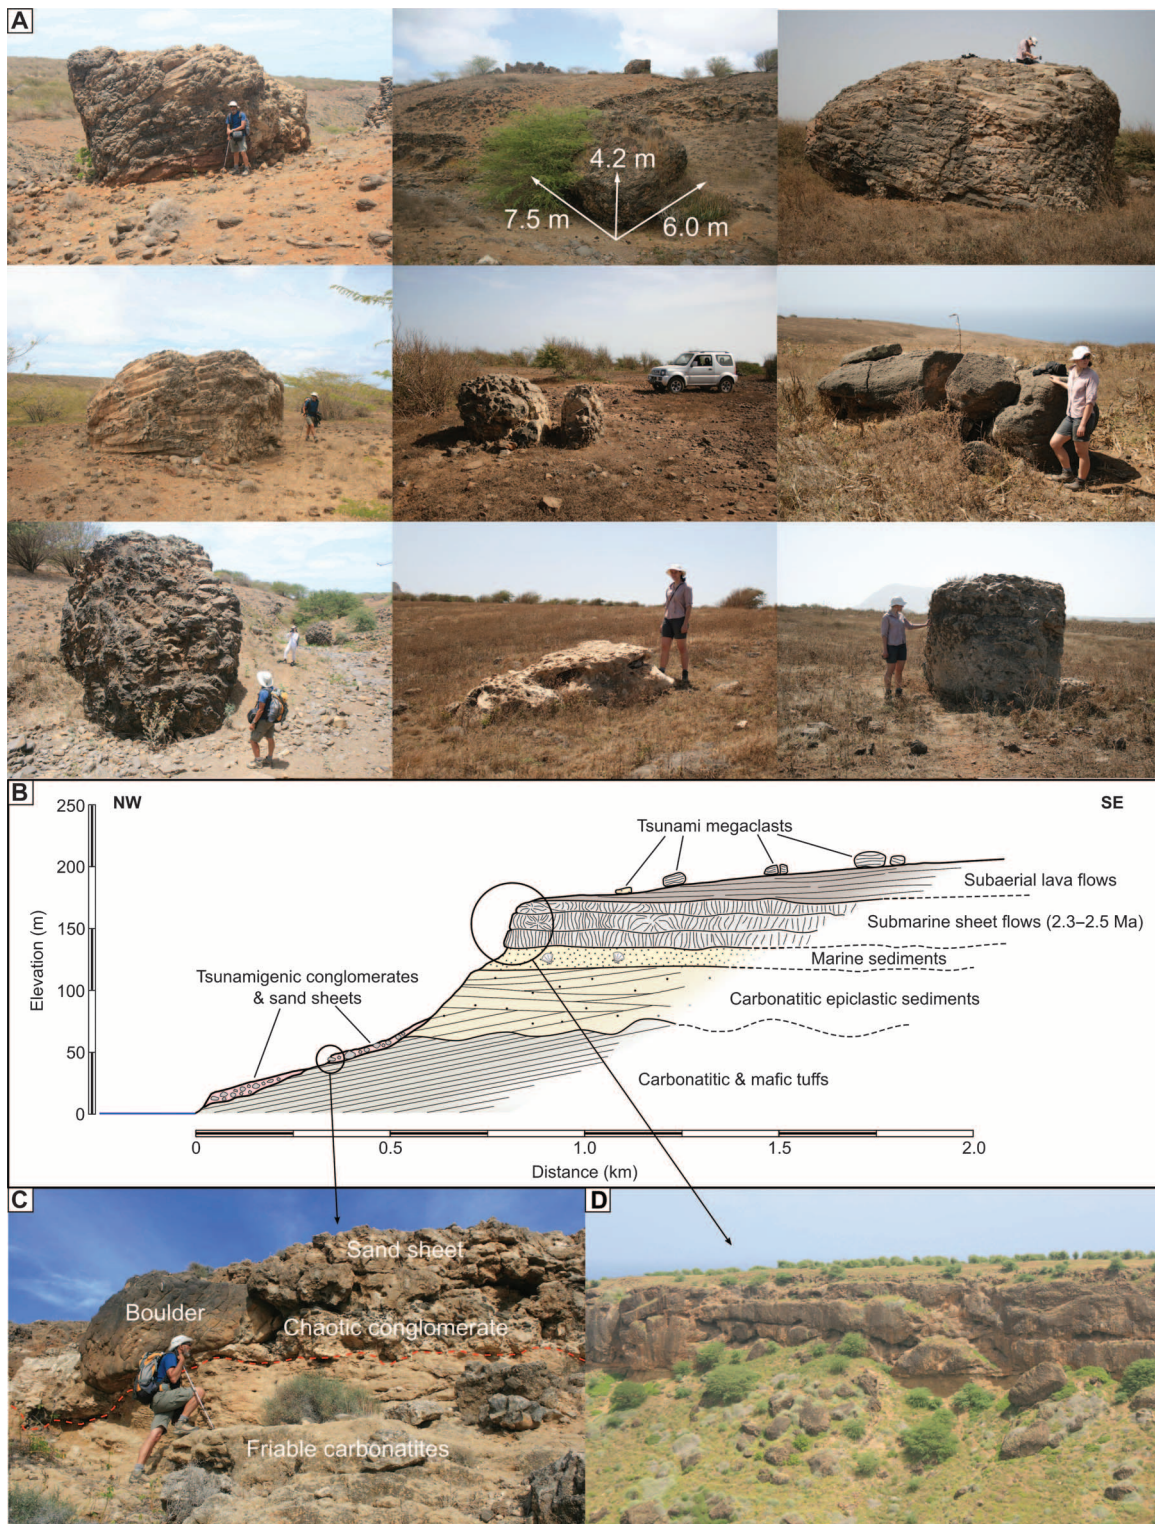 A
4.2 m
7.5 m
6.0 m
B
NW
SE
250
200
150
100
50
0
Elevation (m)
Tsunami megaclasts
Subaerial lava flows
Submarine sheet flows (2.3–2.5 Ma)
Marine sediments
Tsunamigenic conglomerates
& sand sheets
Carbonatitic epiclastic sediments
Carbonatitic & mafic tuffs
0
0.5
1.0
1.5
2.0
Distance (km)
C
Sand sheet
Boulder
Chaotic conglomerate
Friable carbonatites
D